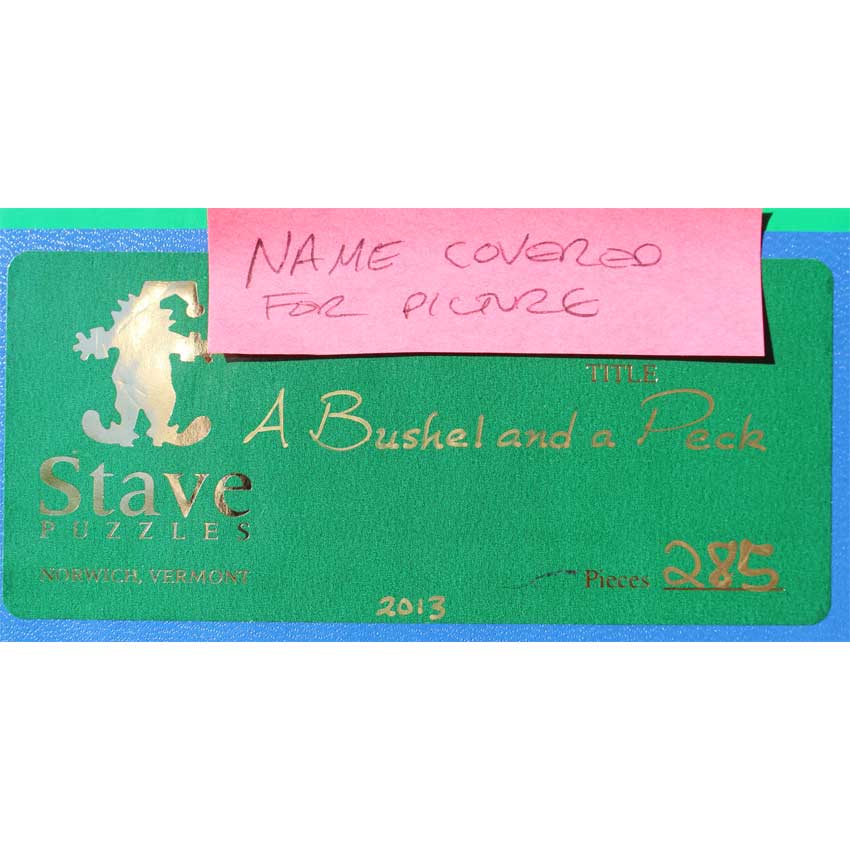 NAME COVERED
FOR PICTURE
TITLE
A Bushel and a Peck
Stave
PUZZLES
NORWICH, VERMONT
Pieces 285
2013